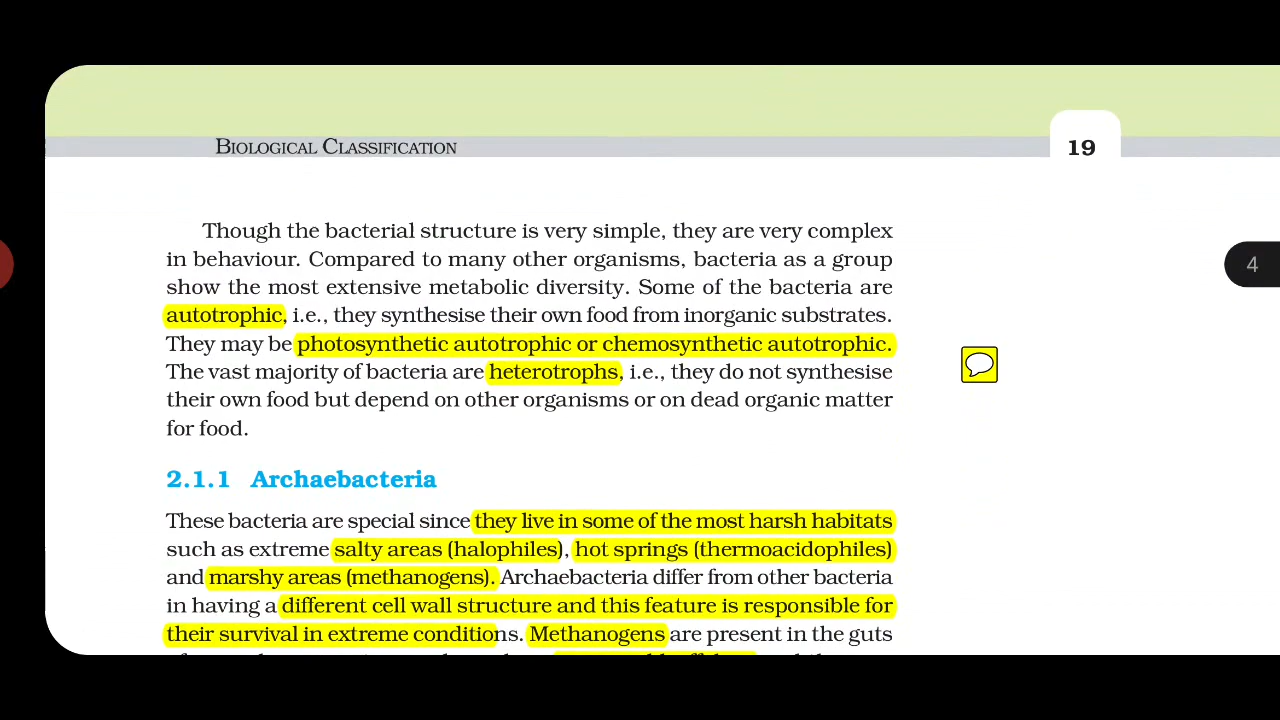 BIOLOGICAL CLASSIFICATION
19
Though the bacterial structure is very simple, they are very complex
in behaviour. Compared to many other organisms, bacteria as a group
show the most extensive metabolic diversity. Some of the bacteria are
autotrophic, i.e., they synthesise their own food from inorganic substrates.
They may be photosynthetic autotrophic or chemosynthetic autotrophic.
The vast majority of bacteria are heterotrophs, i.e., they do not synthesise
their own food but depend on other organisms or on dead organic matter
for food.
4
2.1.1 Archaebacteria
These bacteria are special since they live in some of the most harsh habitats
such as extreme salty areas (halophiles), hot springs (thermoacidophiles)
and marshy areas (methanogens). Archaebacteria differ from other bacteria
in having a different cell wall structure and this feature is responsible for
their survival in extreme conditions. Methanogens are present in the guts